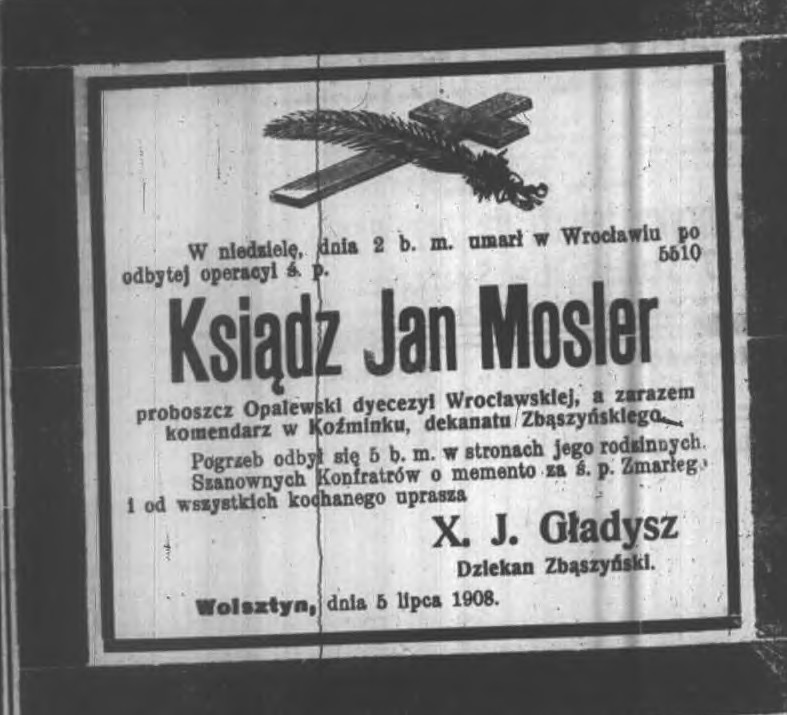 W niedzielę, dnia 2 b. m. umarł w Wrocławiu po
odbytej operacyi ś. p. 5510
Ksiądz Jan Mosler
proboszcz Opalewski dyecezyi Wrocławskiej, a zarazem
komendarz w Koźminku, dekanatu Zbąszyńskiego.
Pogrzeb odbył się 5 b. m. w stronach jego rodzinnych.
Szanownych Konfratrów o memento za ś. p. Zmarłego
i od wszystkich kochanego uprasza
X. J. Gładysz
Dziekan Zbąszyński.
Wolsztyn, dnia 5 lipca 1908.